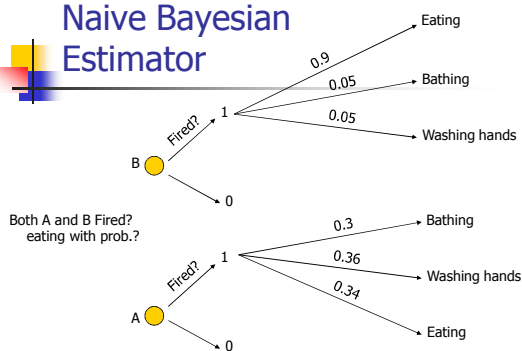 Naive Bayesian
Estimator
Eating
0.9
Bathing
0.05
0.05
Washing hands
1
Fired?
B
0
Both A and B Fired?
eating with prob.?
Bathing
0.3
1
0.36
Washing hands
Fired?
0.34
A
Eating
0